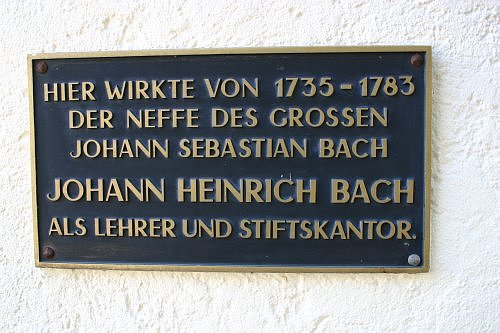 HIER WIRKTE VON 1735-1783
DER NEFFE DES GROSSEN
JOHANN SEBASTIAN BACH
JOHANN HEINRICH BACH
ALS LEHRER UND STIFTSKANTOR.